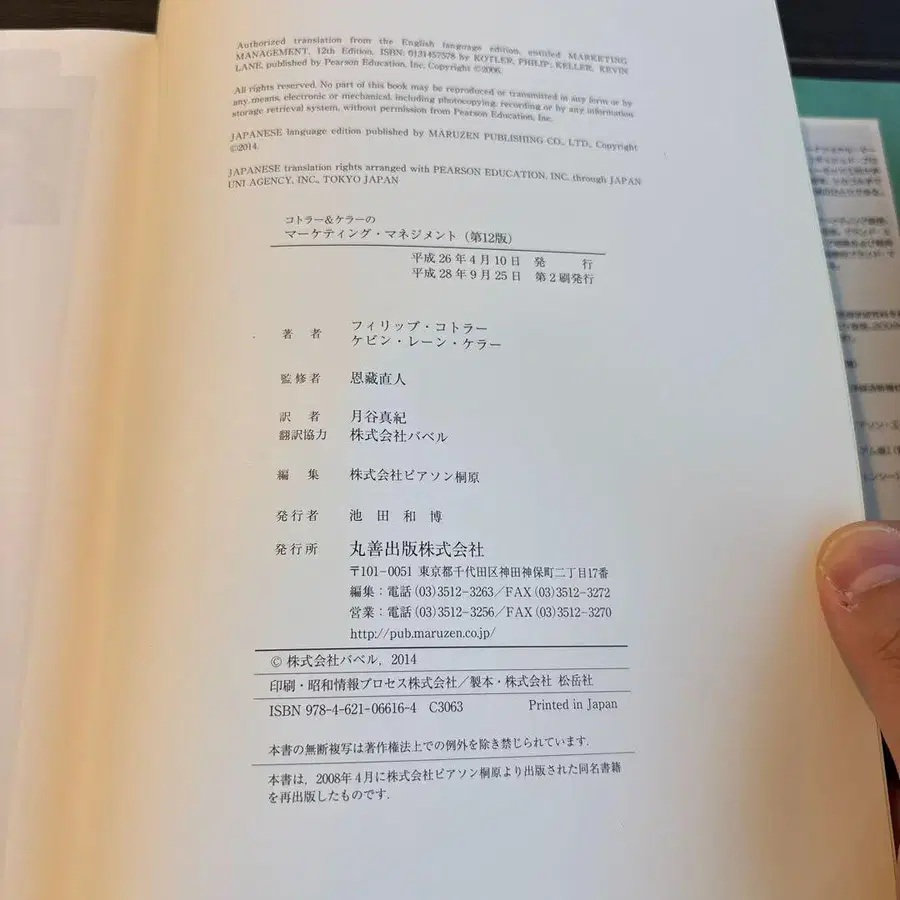 Authorized translation from the English language edition, entitled MARKETING
MANAGEMENT, 12th Edition, ISBN: 0131457578 by KOTLER, PHILIP; KELLER, KEVIN
LANE, published by Pearson Education, Inc, Copyright ©2006.
All rights reserved. No part of this book may be reproduced or transmitted in any form or by
any means, electronic or mechanical, including photocopying, recording or by any information
storage retrieval system, without permission from Pearson Education, Inc.
JAPANESE language edition published by MARUZEN PUBLISHING CO., LTD., Copyright
©2014.
JAPANESE translation rights arranged with PEARSON EDUCATION, INC. through JAPAN
UNI AGENCY, INC., TOKYO JAPAN
コトラー&ケラーの
マーケティング・マネジメント(第12版)
平成26年4月10日 発 行
平成28年9月25日 第2刷発行
著 者 フィリップ・コトラー
ケビン・レーン・ケラー
監修者 恩藏直人
訳 者 月谷真紀
翻訳協力 株式会社バベル
編 集 株式会社ピアソン桐原
発行者 池 田 和 博
発行所 丸善出版株式会社
〒101-0051 東京都千代田区神田神保町二丁目17番
編集:電話(03)3512-3263/FAX(03)3512-3272
営業:電話(03)3512-3256/FAX(03)3512-3270
http://pub.maruzen.co.jp/
© 株式会社バベル, 2014
印刷・昭和情報プロセス株式会社/製本・株式会社 松岳社
ISBN 978-4-621-06616-4 C3063 Printed in Japan
本書の無断複写は著作権法上での例外を除き禁じられています.
本書は, 2008年4月に株式会社ピアソン桐原より出版された同名書籍
を再出版したものです.